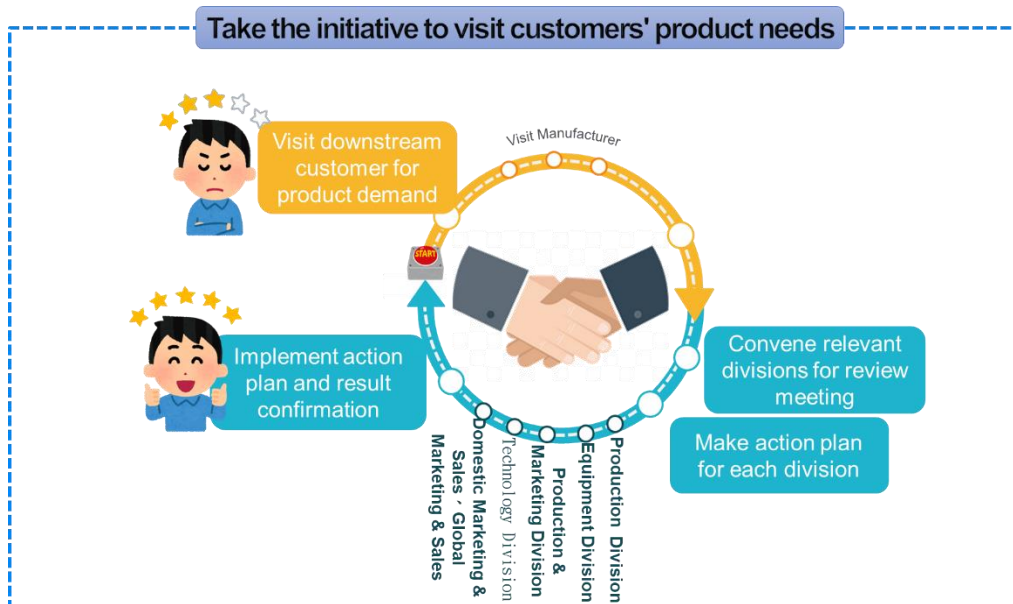 Take the initiative to visit customers' product needs
Visit downstream
customer for
product demand
Visit Manufacturer
START
Convene relevant
divisions for review
meeting
Make action plan
for each division
Implement action
plan and result
confirmation
Domestic Marketing &
Sales、Global
Marketing & Sales
Technology Division
Production &
Marketing Division
Equipment Division
Production Division